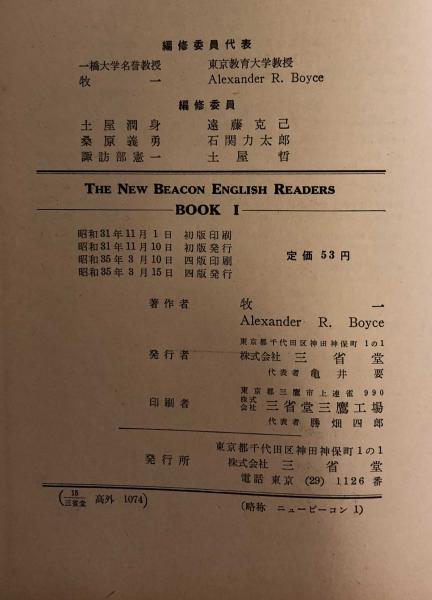 編修委員代表
一橋大学名誉教授 東京教育大学教授
牧 一 Alexander R. Boyce
編修委員
土屋潤身 遠藤克己
桑原義勇 石関力太郎
諏訪部憲一 土屋哲
THE NEW BEACON ENGLISH READERS
BOOK I
昭和31年11月1日 初版印刷
昭和31年11月10日 初版発行
昭和35年3月10日 四版印刷
昭和35年3月15日 四版発行
定価 53円
著作者 牧 一
Alexander R. Boyce
東京都千代田区神田神保町1の1
発行者 株式会社 三省堂
代表者 亀井要
東京都三鷹市上連雀990
印刷者 株式会社 三省堂三鷹工場
代表者 勝畑四郎
東京都千代田区神田神保町1の1
発行所 株式会社 三省堂
電話 東京 (29) 1126番
(15 三省堂 高外 1074)
(略称 ニュービーコン 1)